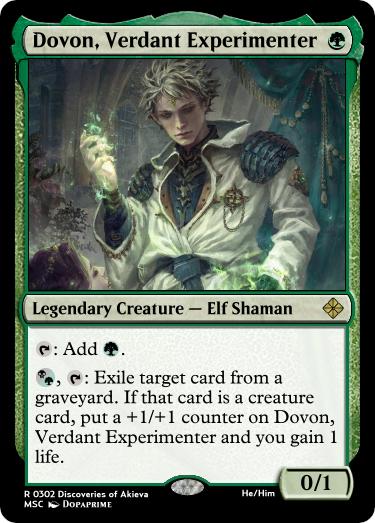 Dovon, Verdant Experimenter
Legendary Creature — Elf Shaman
: Add .
, : Exile target card from a
graveyard. If that card is a creature
card, put a +1/+1 counter on Dovon,
Verdant Experimenter and you gain 1
life.
0/1
R 0302 Discoveries of Akieva
He/Him
MSC DOPAPRIME